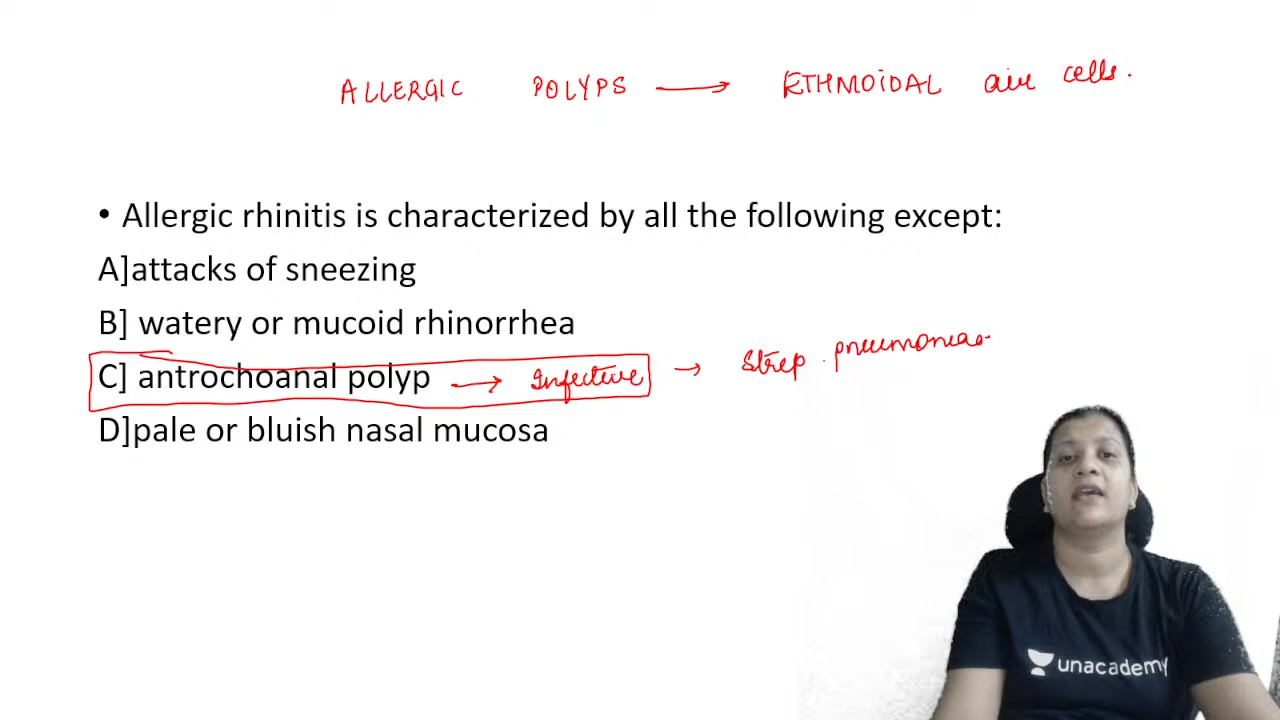 ALLERGIC POLYPS → ETHMOIDAL air cells.
• Allergic rhinitis is characterized by all the following except:
A]attacks of sneezing
B] watery or mucoid rhinorrhea
C] antrochoanal polyp → Infective → Strep. pneumoniae
D]pale or bluish nasal mucosa
unacademy